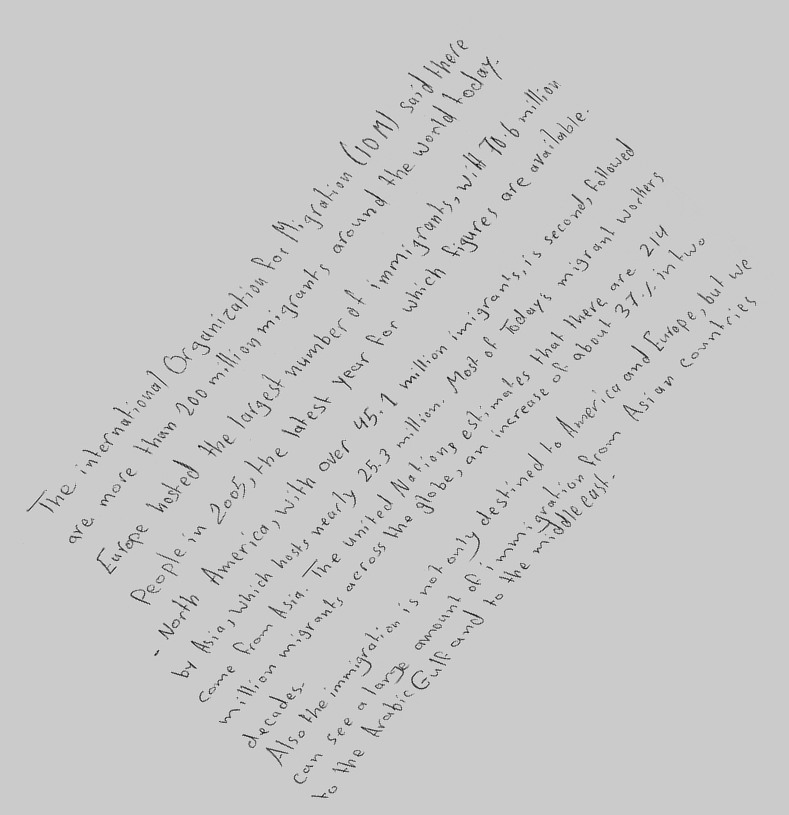 The international Organization for Migration (IOM) said there
are more than 200 million migrants around the world today.
Europe hosted the largest number of immigrants, with 70.6 million
People in 2005, the latest year for which figures are available.
- North America, with over 45.1 million imigrants, is second, followed
by Asia, which hosts nearly 25.3 million. Most of Today's migrant workers
come from Asia. The united Nations estimates that there are 214
million migrants across the globe, an increase of about 37% in two
decades.
Also the immigration is not only destined to America and Europe, but we
can see a large amount of immigration from Asian countries
to the Arabic Gulf and to the middle east.